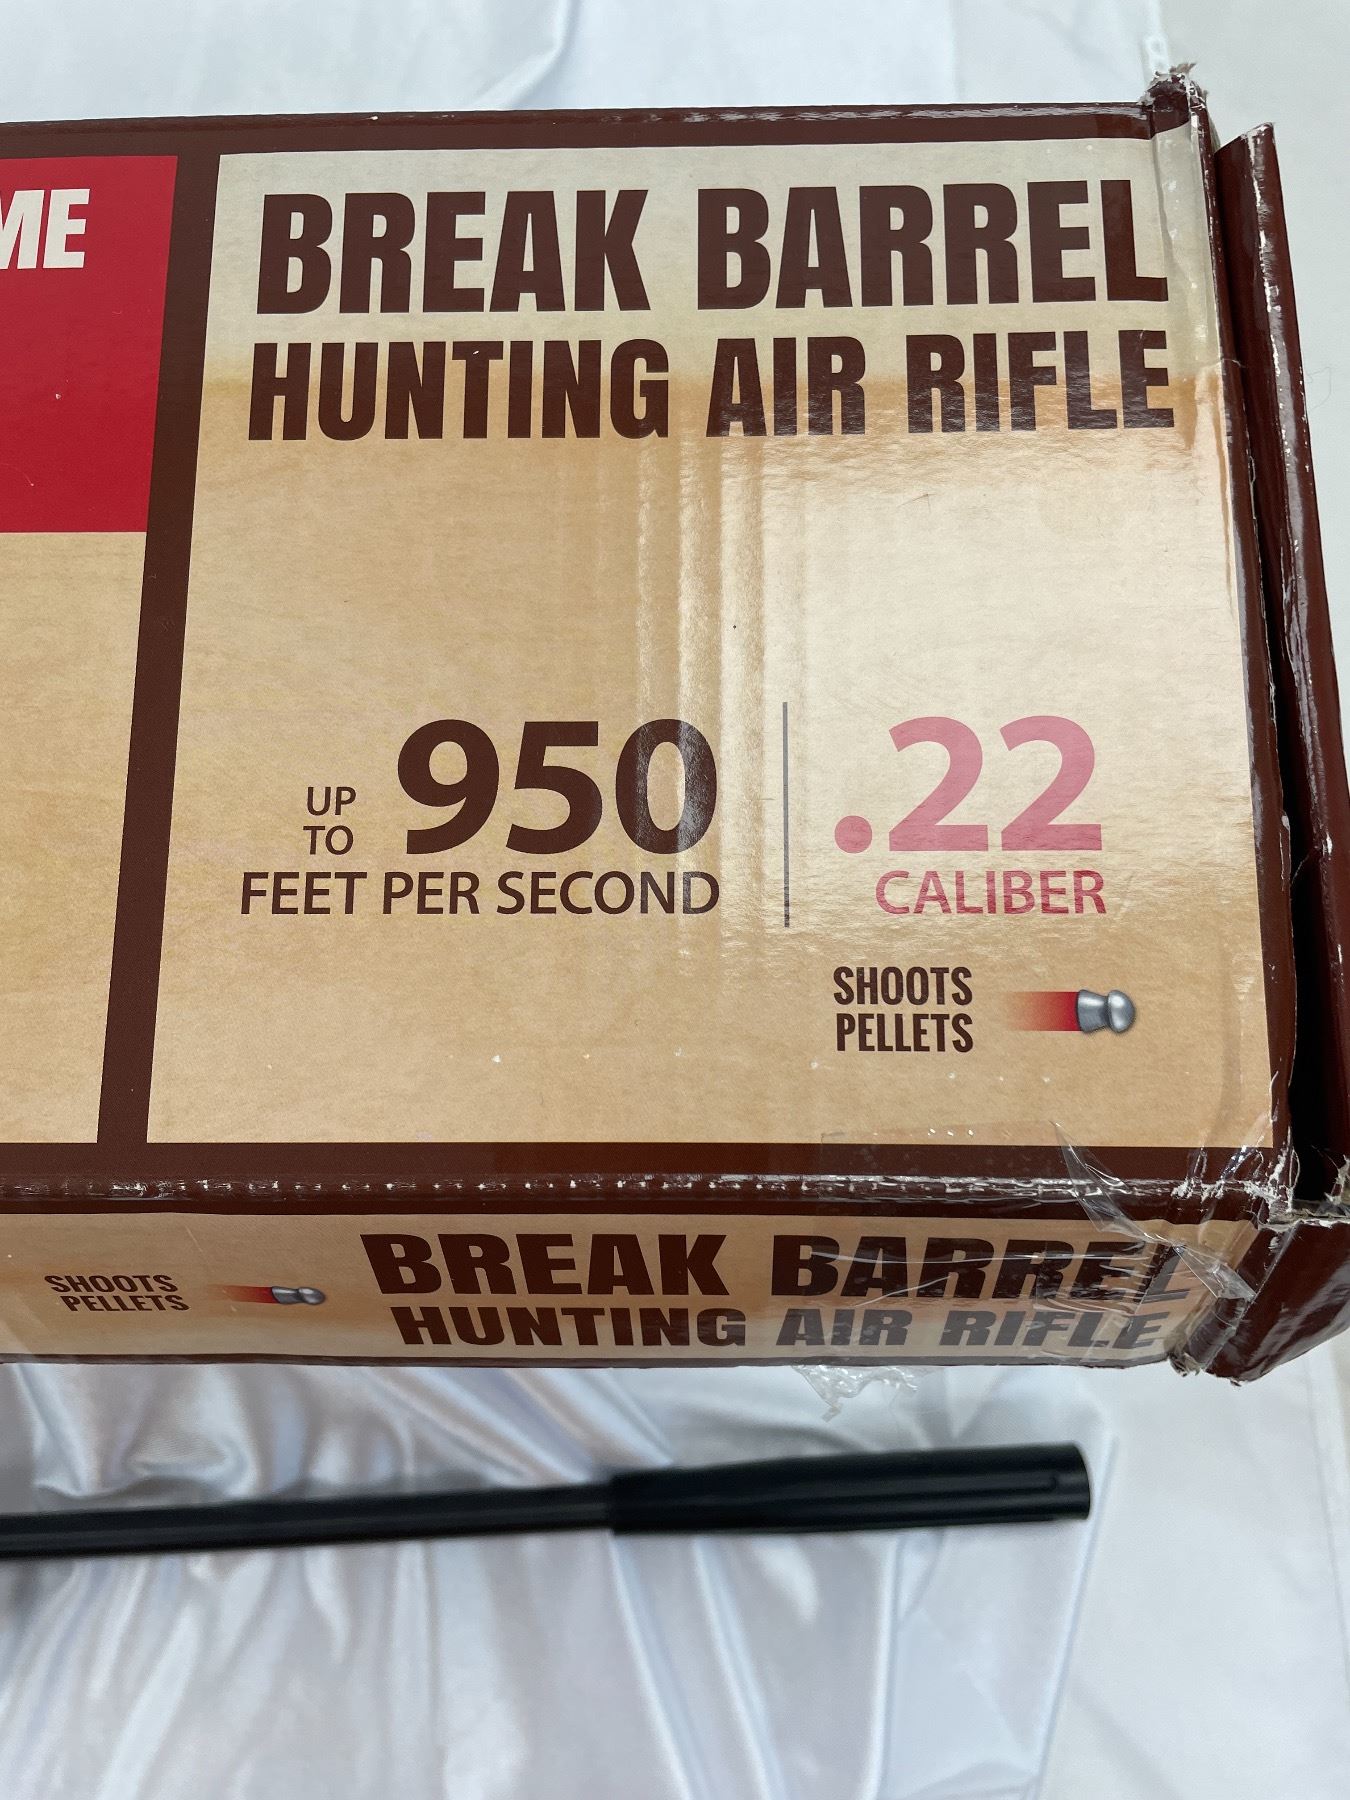 ME
BREAK BARREL
HUNTING AIR RIFLE
UP
TO
950
FEET PER SECOND
.22
CALIBER
SHOOTS
PELLETS
SHOOTS
PELLETS
BREAK BARREL
HUNTING AIR RIFLE